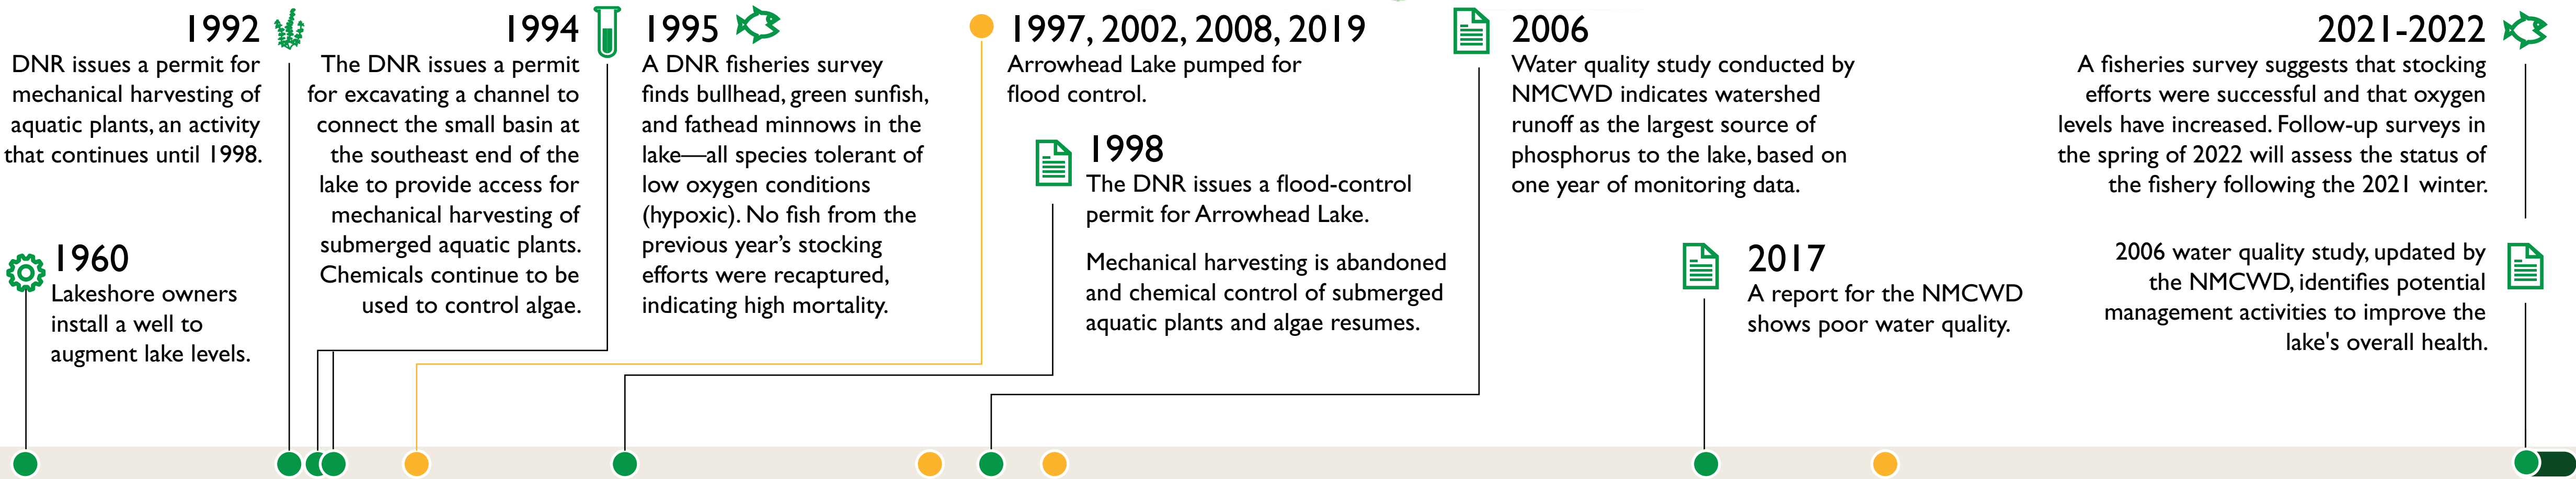 1992
DNR issues a permit for
mechanical harvesting of
aquatic plants, an activity
that continues until 1998.
1960
Lakeshore owners
install a well to
augment lake levels.
1994
The DNR issues a permit
for excavating a channel to
connect the small basin at
the southeast end of the
lake to provide access for
mechanical harvesting of
submerged aquatic plants.
Chemicals continue to be
used to control algae.
1995
A DNR fisheries survey
finds bullhead, green sunfish,
and fathead minnows in the
lake—all species tolerant of
low oxygen conditions
(hypoxic). No fish from the
previous year’s stocking
efforts were recaptured,
indicating high mortality.
1997, 2002, 2008, 2019
Arrowhead Lake pumped for
flood control.
1998
The DNR issues a flood-control
permit for Arrowhead Lake.
Mechanical harvesting is abandoned
and chemical control of submerged
aquatic plants and algae resumes.
2006
Water quality study conducted by
NMCWD indicates watershed
runoff as the largest source of
phosphorus to the lake, based on
one year of monitoring data.
2017
A report for the NMCWD
shows poor water quality.
2021-2022
A fisheries survey suggests that stocking
efforts were successful and that oxygen
levels have increased. Follow-up surveys in
the spring of 2022 will assess the status of
the fishery following the 2021 winter.
2006 water quality study, updated by
the NMCWD, identifies potential
management activities to improve the
lake's overall health.